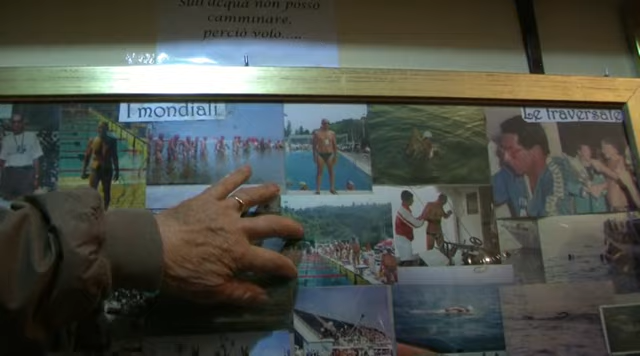 Sull'acqua non posso
camminare,
perciò volo.....
I mondiali
Le traversate